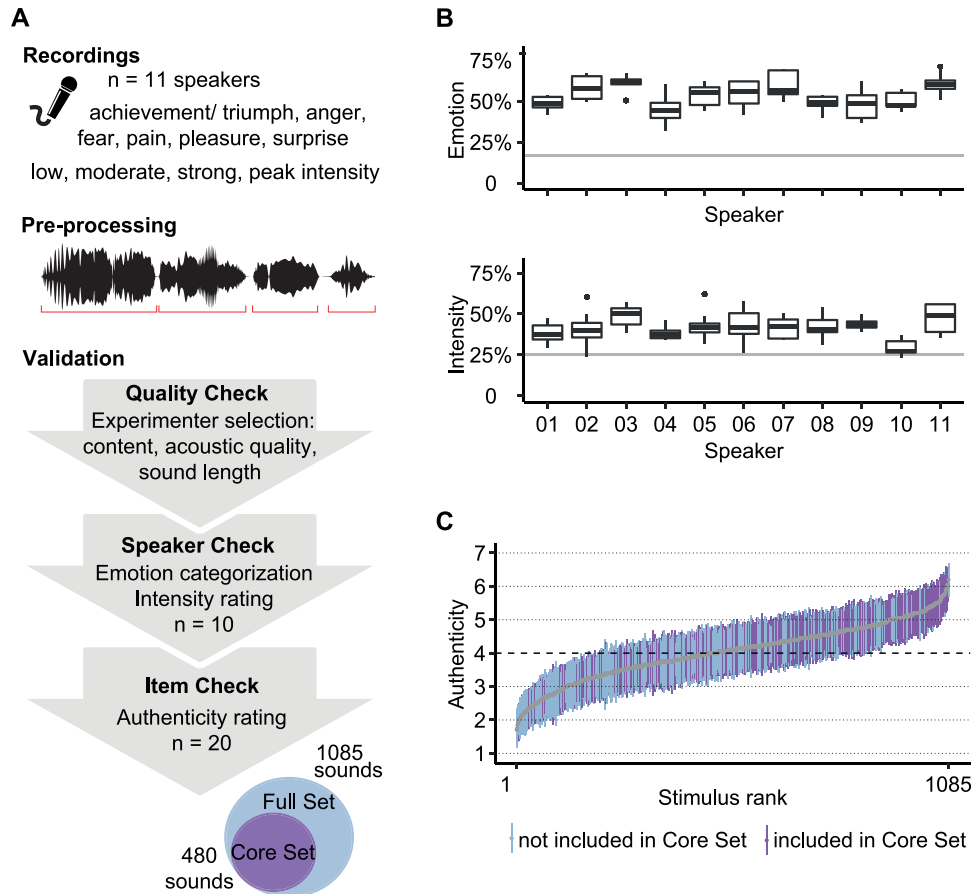 A
Recordings
n = 11 speakers
achievement/ triumph, anger,
fear, pain, pleasure, surprise
low, moderate, strong, peak intensity
Pre-processing
Validation
Quality Check
Experimenter selection:
content, acoustic quality,
sound length
Speaker Check
Emotion categorization
Intensity rating
n = 10
Item Check
Authenticity rating
n = 20
1085
sounds
Full Set
Core Set
480
sounds
B
Emotion
75%
50%
25%
0
Speaker
Intensity
75%
50%
25%
0
01 02 03 04 05 06 07 08 09 10 11
Speaker
C
Authenticity
7
6
5
4
3
2
1
1 1085
Stimulus rank
not included in Core Set included in Core Set